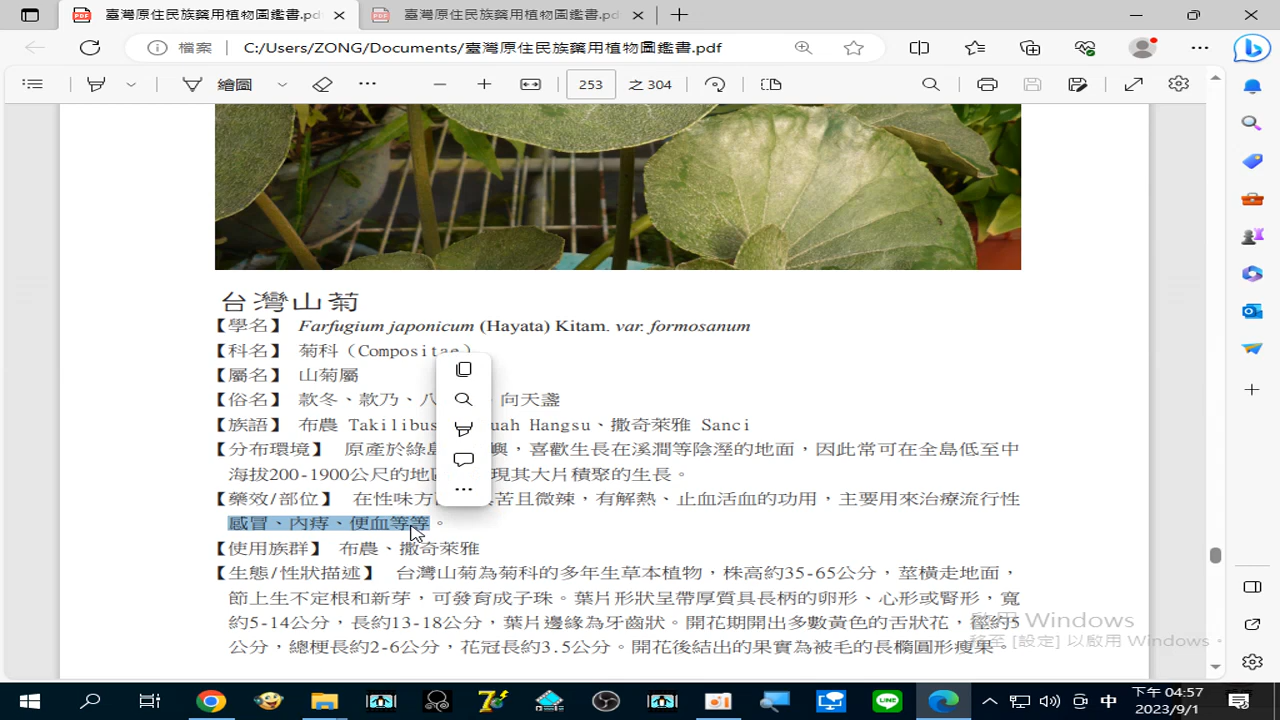 臺灣原住民族藥用植物圖鑑書.pdf
臺灣原住民族藥用植物圖鑑書.pdf
檔案
C:/Users/ZONG/Documents/臺灣原住民族藥用植物圖鑑書.pdf
繪圖
253 之 304
台灣山菊
【學名】 Farfugium japonicum (Hayata) Kitam. var. formosanum
【科名】 菊科（Compositae）
【屬名】 山菊屬
【俗名】 款冬、款乃、八 向天盞
【族語】 布農 Takilibus uah Hangsu、撒奇萊雅 Sanci
【分布環境】 原產於綠島 嶼，喜歡生長在溪澗等陰溼的地面，因此常可在全島低至中
海拔200-1900公尺的地 現其大片積聚的生長。
【藥效/部位】 在性味方 苦且微辣，有解熱、止血活血的功用，主要用來治療流行性
感冒、內痔、便血等等。
【使用族群】 布農、撒奇萊雅
【生態/性狀描述】 台灣山菊為菊科的多年生草本植物，株高約35-65公分，莖橫走地面，
節上生不定根和新芽，可發育成子珠。葉片形狀呈帶厚質具長柄的卵形、心形或腎形，寬
約5-14公分，長約13-18公分，葉片邊緣為牙齒狀。開花期開出多數黃色的舌狀花，徑約5
公分，總梗長約2-6公分，花冠長約3.5公分。開花後結出的果實為被毛的長橢圓形瘦果。
啟用 Windows
移至 [設定] 以啟用 Windows。
中
下午 04:57
2023/9/1